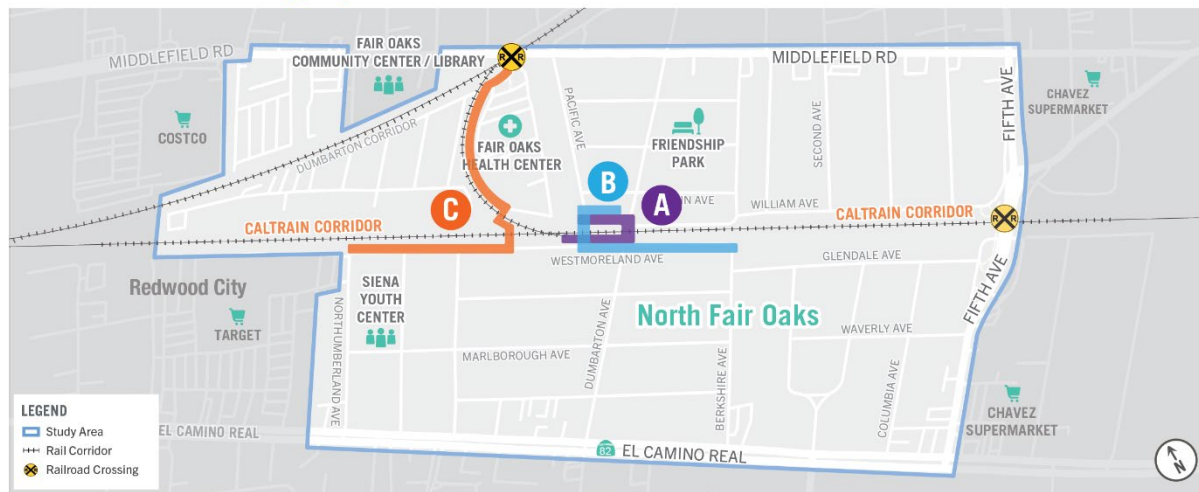 MIDDLEFIELD RD
FAIR OAKS
COMMUNITY CENTER / LIBRARY
R R
MIDDLEFIELD RD
FIFTH AVE
CHAVEZ
SUPERMARKET
COSTCO
DUMBARTON CORRIDOR
FAIR OAKS
HEALTH CENTER
PACIFIC AVE
FRIENDSHIP
PARK
SECOND AVE
B
A
C
AVE
WILLIAM AVE
CALTRAIN CORRIDOR
CALTRAIN CORRIDOR
R R
WESTMORELAND AVE
GLENDALE AVE
Redwood City
TARGET
SIENA
YOUTH
CENTER
NORTHUMBERLAND AVE
MARLBOROUGH AVE
DUMBARTON AVE
North Fair Oaks
BERKSHIRE AVE
WAVERLY AVE
COLUMBIA AVE
FIFTH AVE
CHAVEZ
SUPERMARKET
LEGEND
Study Area
Rail Corridor
Railroad Crossing
EL CAMINO REAL
82
EL CAMINO REAL
N